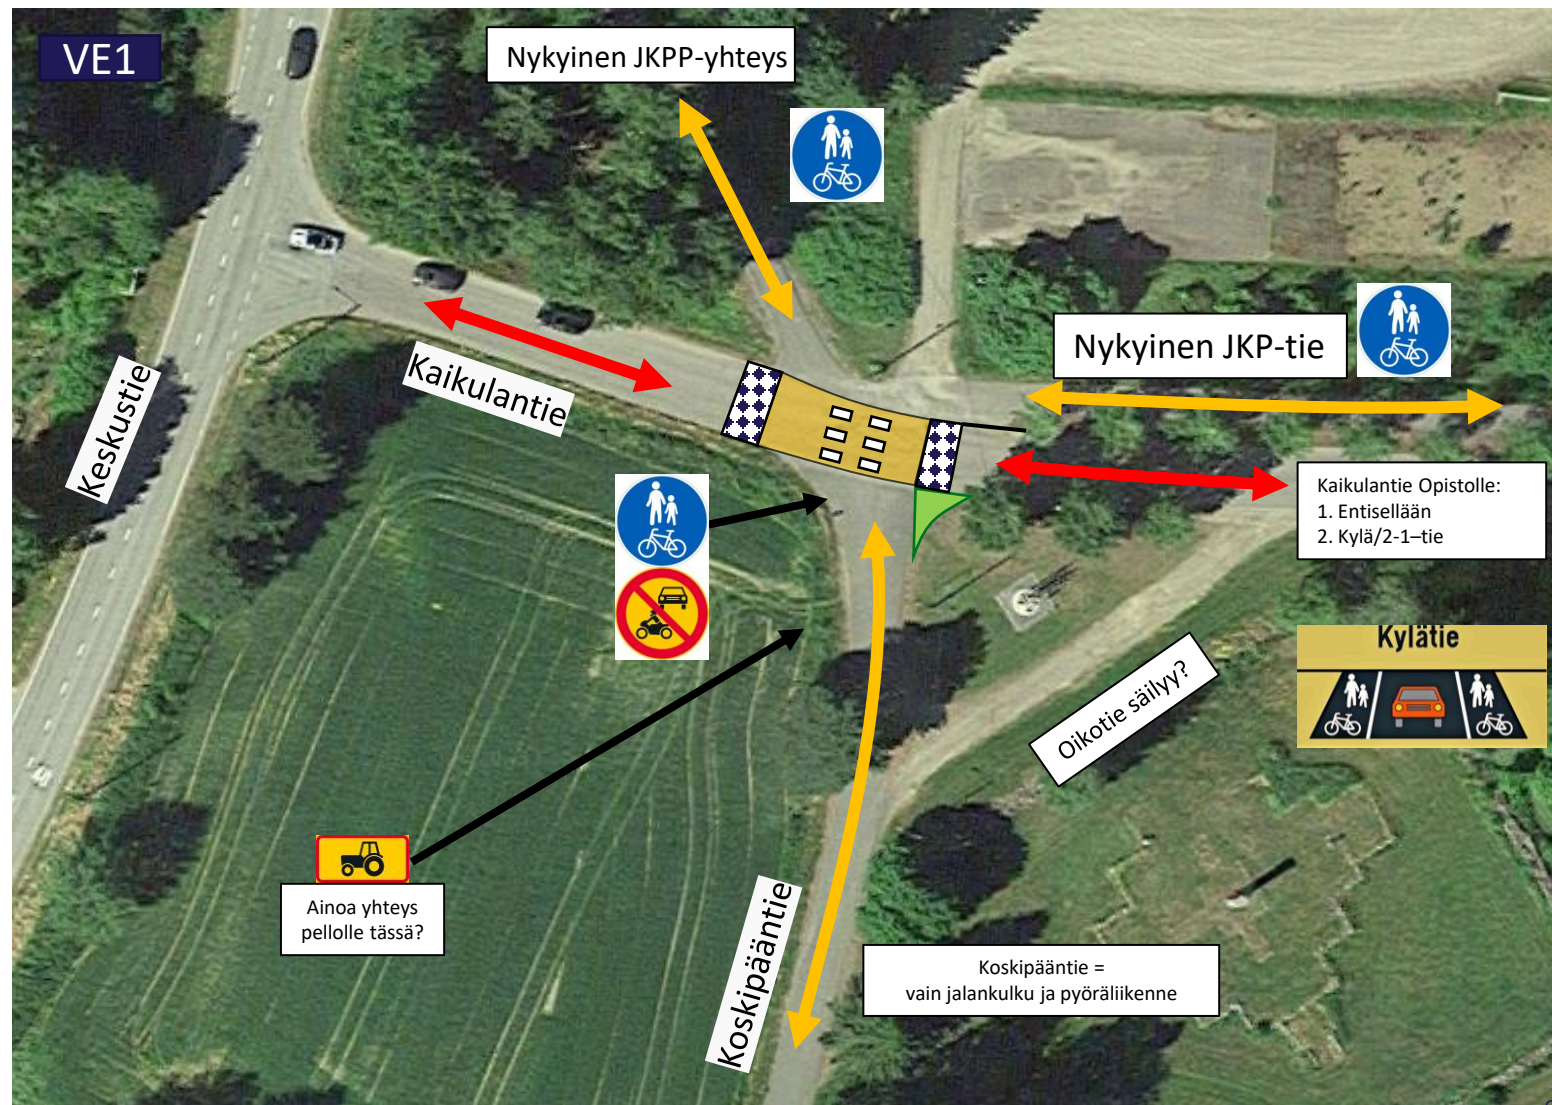 VE1
Nykyinen JKPP-yhteys
Nykyinen JKP-tie
Kaikulantie
Keskustie
Kaikulantie Opistolle:
1. Entisellään
2. Kylä/2-1–tie
Kylätie
Oikotie säilyy?
Ainoa yhteys
pellolle tässä?
Koskipääntie
Koskipääntie =
vain jalankulku ja pyöräliikenne